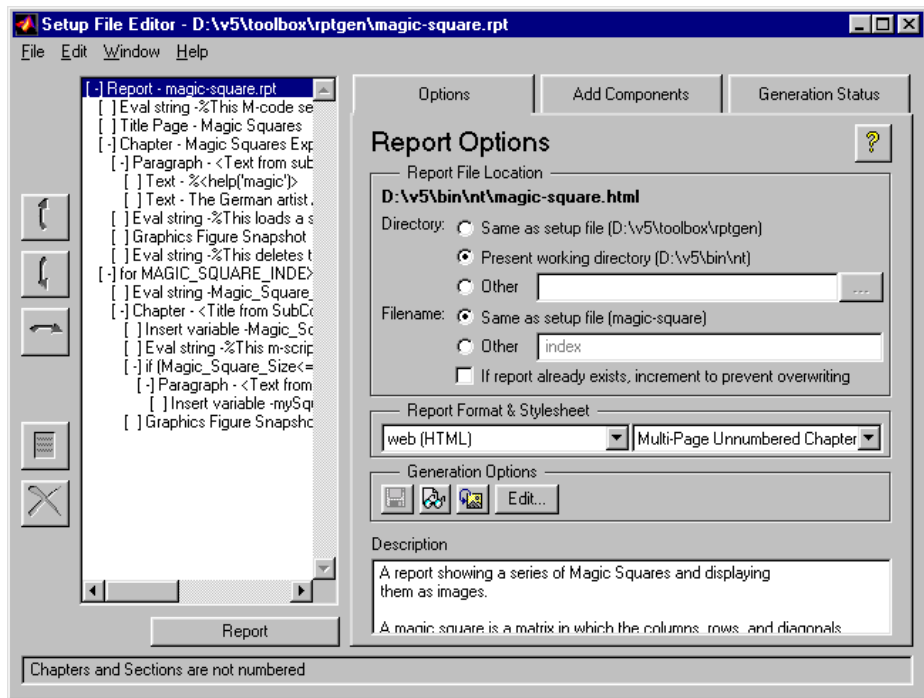 Setup File Editor - D:\v5\toolbox\rptgen\magic-square.rpt
File Edit Window Help
[-] Report - magic-square.rpt
[ ] Eval string -%This M-code se
[ ] Title Page - Magic Squares
[-] Chapter - Magic Squares Exp
[-] Paragraph - <Text from sub
[ ] Text - %<help('magic')>
[ ] Text - The German artist
[ ] Eval string -%This loads a s
[ ] Graphics Figure Snapshot
[ ] Eval string -%This deletes t
[-] for MAGIC_SQUARE_INDEX
[ ] Eval string -Magic_Square_
[-] Chapter - <Title from SubCo
[ ] Insert variable -Magic_Sq
[ ] Eval string -%This m-scrip
[-] if (Magic_Square_Size<=
[-] Paragraph - <Text from
[ ] Insert variable -mySqu
[ ] Graphics Figure Snapsho
Report
Options
Add Components
Generation Status
Report Options
?
Report File Location
D:\v5\bin\nt\magic-square.html
Directory:
Same as setup file (D:\v5\toolbox\rptgen)
Present working directory (D:\v5\bin\nt)
Other
...
Filename:
Same as setup file (magic-square)
Other
index
If report already exists, increment to prevent overwriting
Report Format & Stylesheet
web (HTML)
Multi-Page Unnumbered Chapter
Generation Options
Edit...
Description
A report showing a series of Magic Squares and displaying
them as images.
A magic square is a matrix in which the columns, rows, and diagonals
Chapters and Sections are not numbered